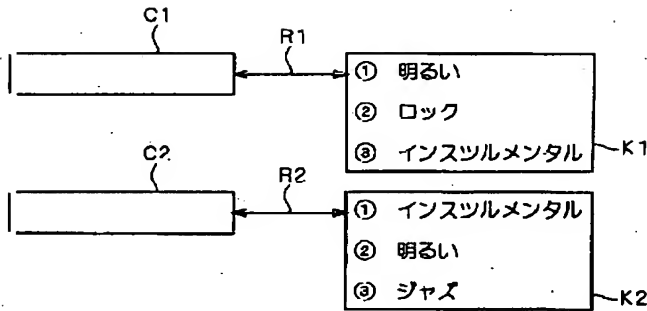 C1
R1
① 明るい
② ロック
③ インスツルメンタル
K1
C2
R2
① インスツルメンタル
② 明るい
③ ジャズ
K2